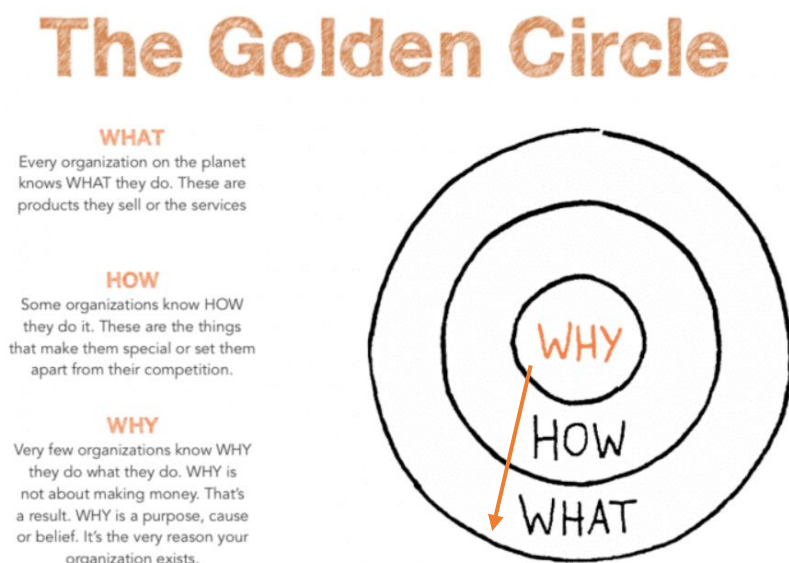 The Golden Circle
WHAT
Every organization on the planet
knows WHAT they do. These are
products they sell or the services
HOW
Some organizations know HOW
they do it. These are the things
that make them special or set them
apart from their competition.
WHY
Very few organizations know WHY
they do what they do. WHY is
not about making money. That's
a result. WHY is a purpose, cause
or belief. It's the very reason your
organization exists.
WHY
HOW
WHAT